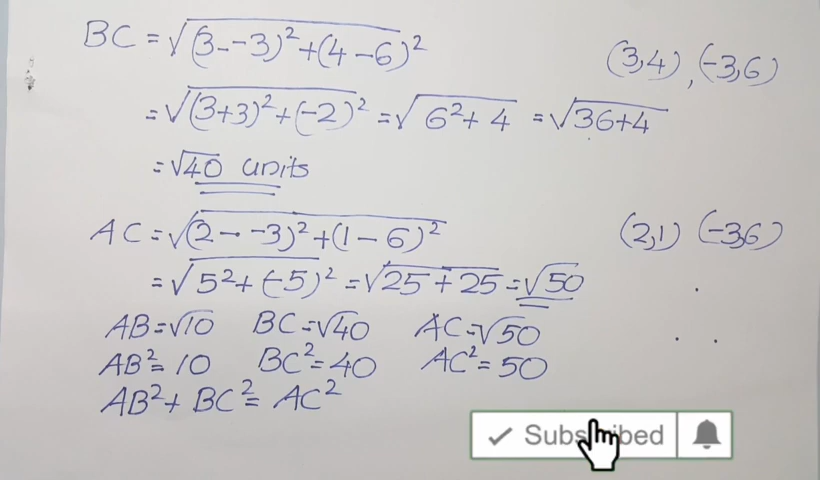 BC = √(3--3)²+(4-6)²
(3,4), (-3,6)
= √(3+3)²+(-2)² = √6²+4 = √36+4
= √40 units
AC = √(2--3)²+(1-6)²
(2,1) (-3,6)
= √5²+(-5)² = √25+25 = √50
AB=√10 BC=√40 AC=√50
AB²=10 BC²=40 AC²=50
AB²+BC²=AC²
Subscribed